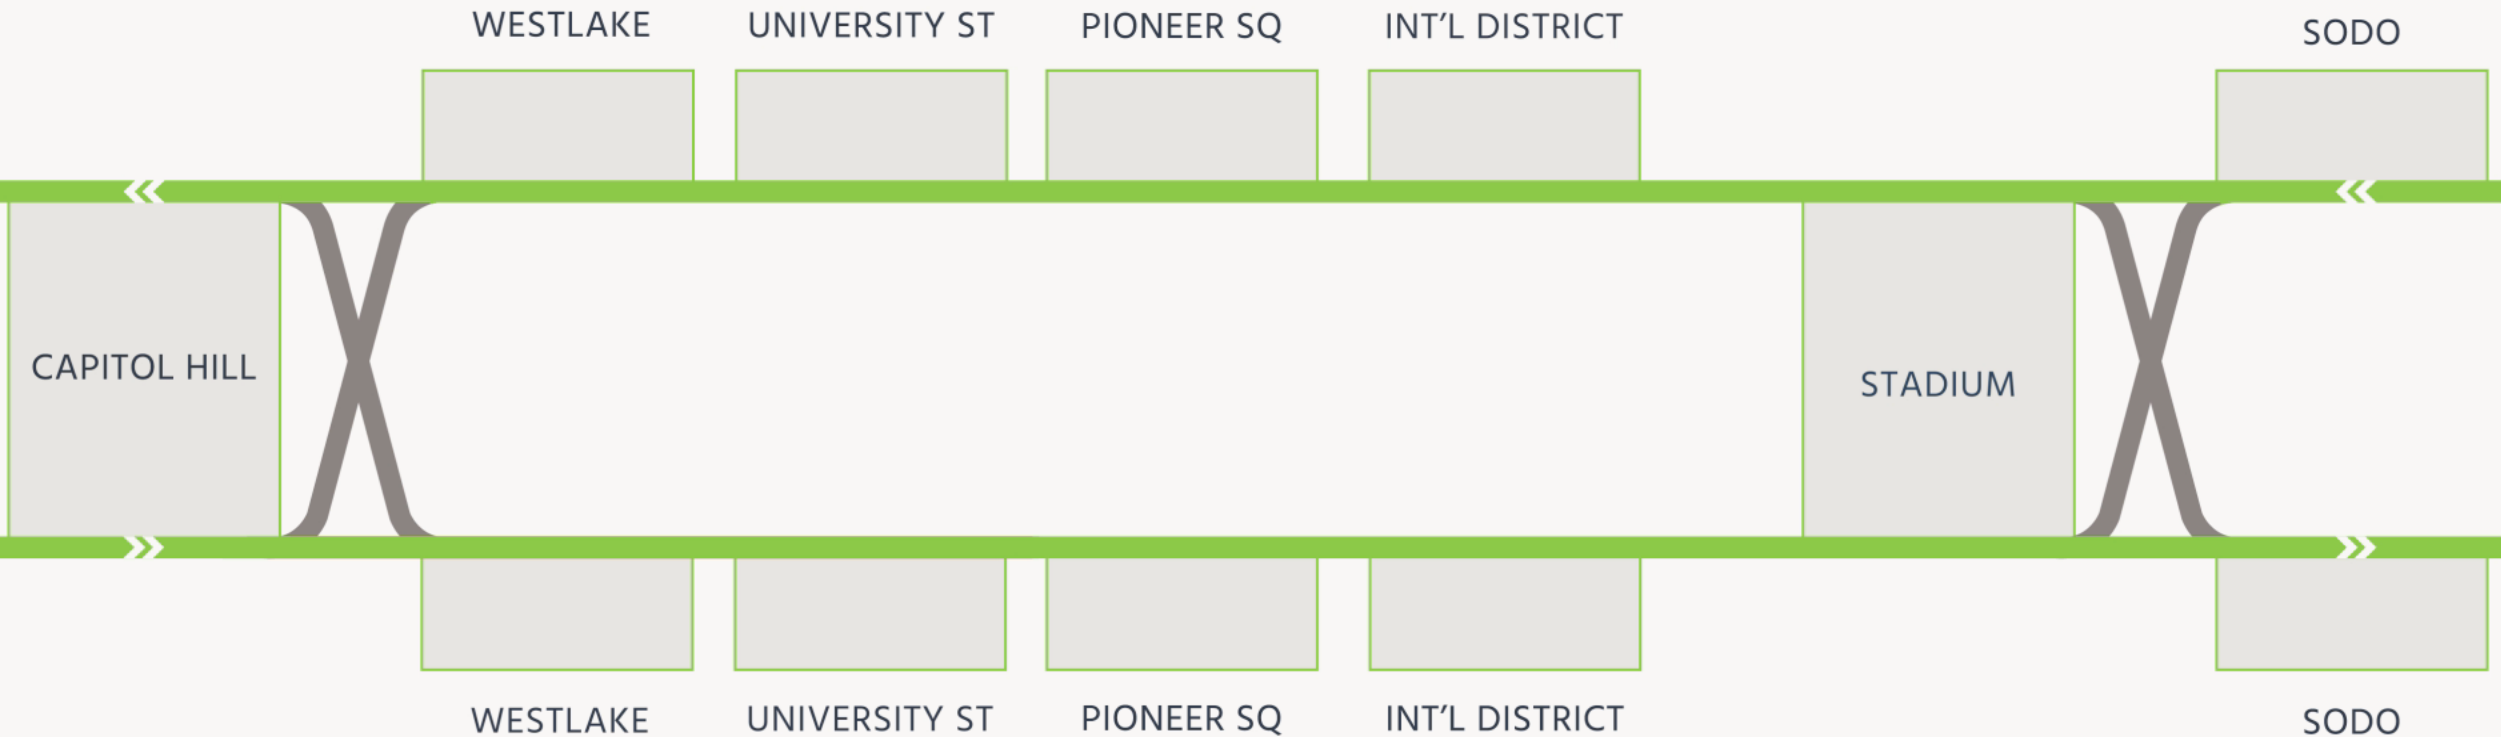 WESTLAKE
UNIVERSITY ST
PIONEER SQ
INT'L DISTRICT
SODO
CAPITOL HILL
STADIUM
WESTLAKE
UNIVERSITY ST
PIONEER SQ
INT'L DISTRICT
SODO